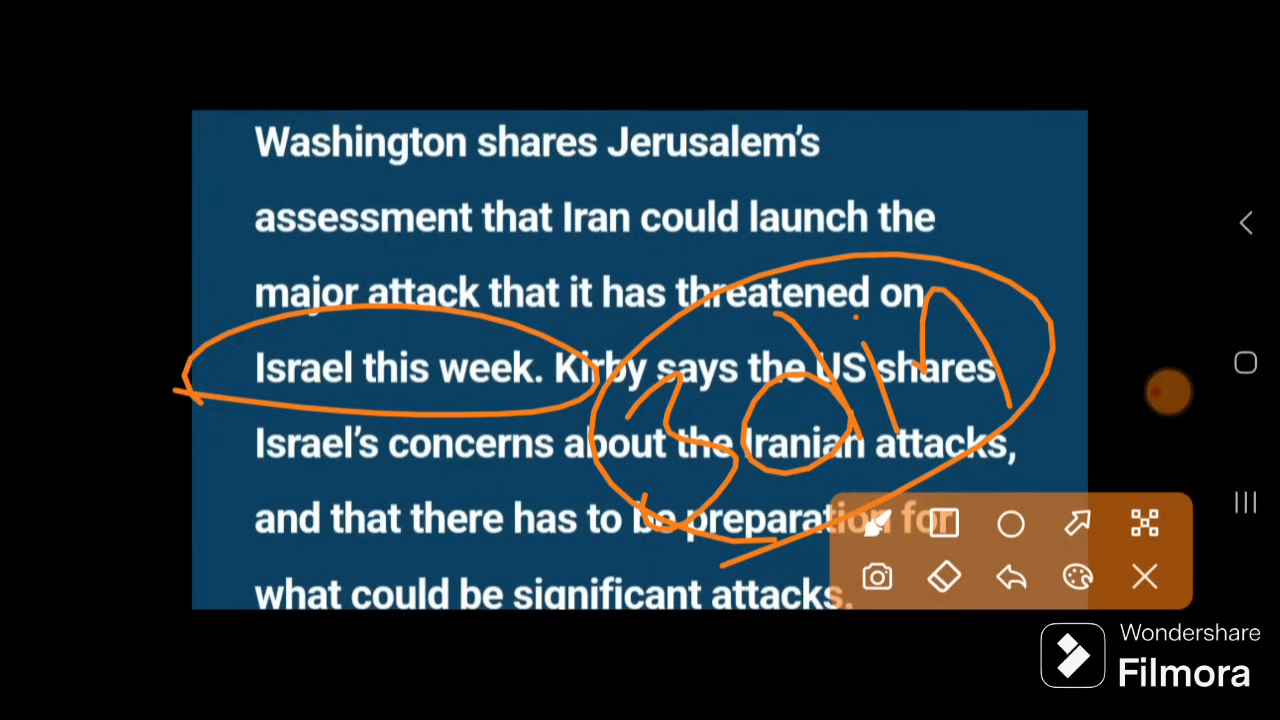 Washington shares Jerusalem's
assessment that Iran could launch the
major attack that it has threatened on
Israel this week. Kirby says the US shares
Israel's concerns about the Iranian attacks,
and that there has to be preparation for
what could be significant attacks.
Wondershare
Filmora